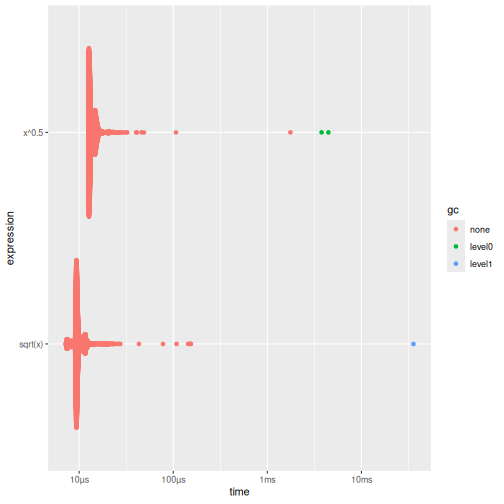 x^0.5
sqrt(x)
expression
10µs
100µs
1ms
10ms
time
gc
none
level0
level1